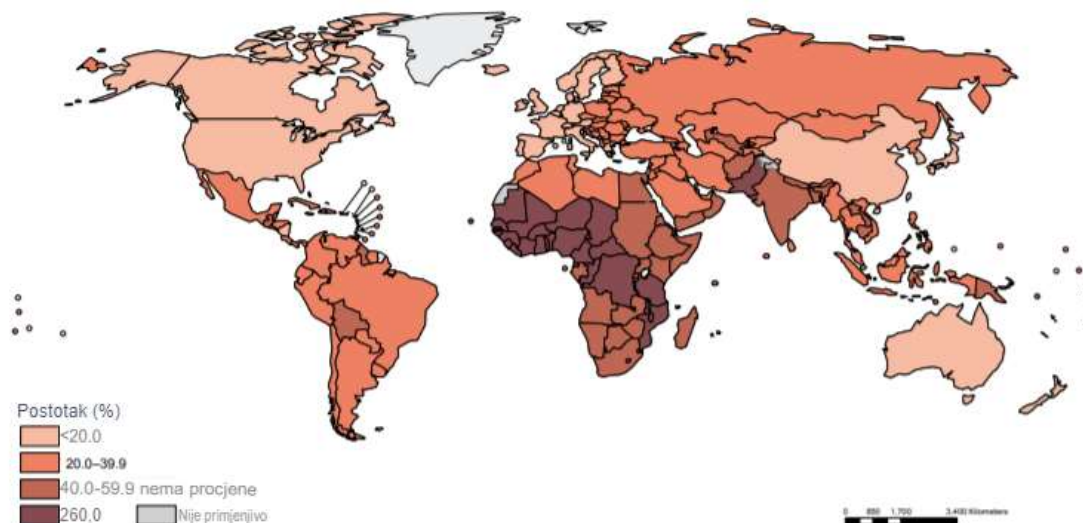 Postotak (%)
<20.0
20.0–39.9
40.0-59.9 nema procjene
260,0 Nije primjenjivo
0 850 1,700 3,400 Kilometers